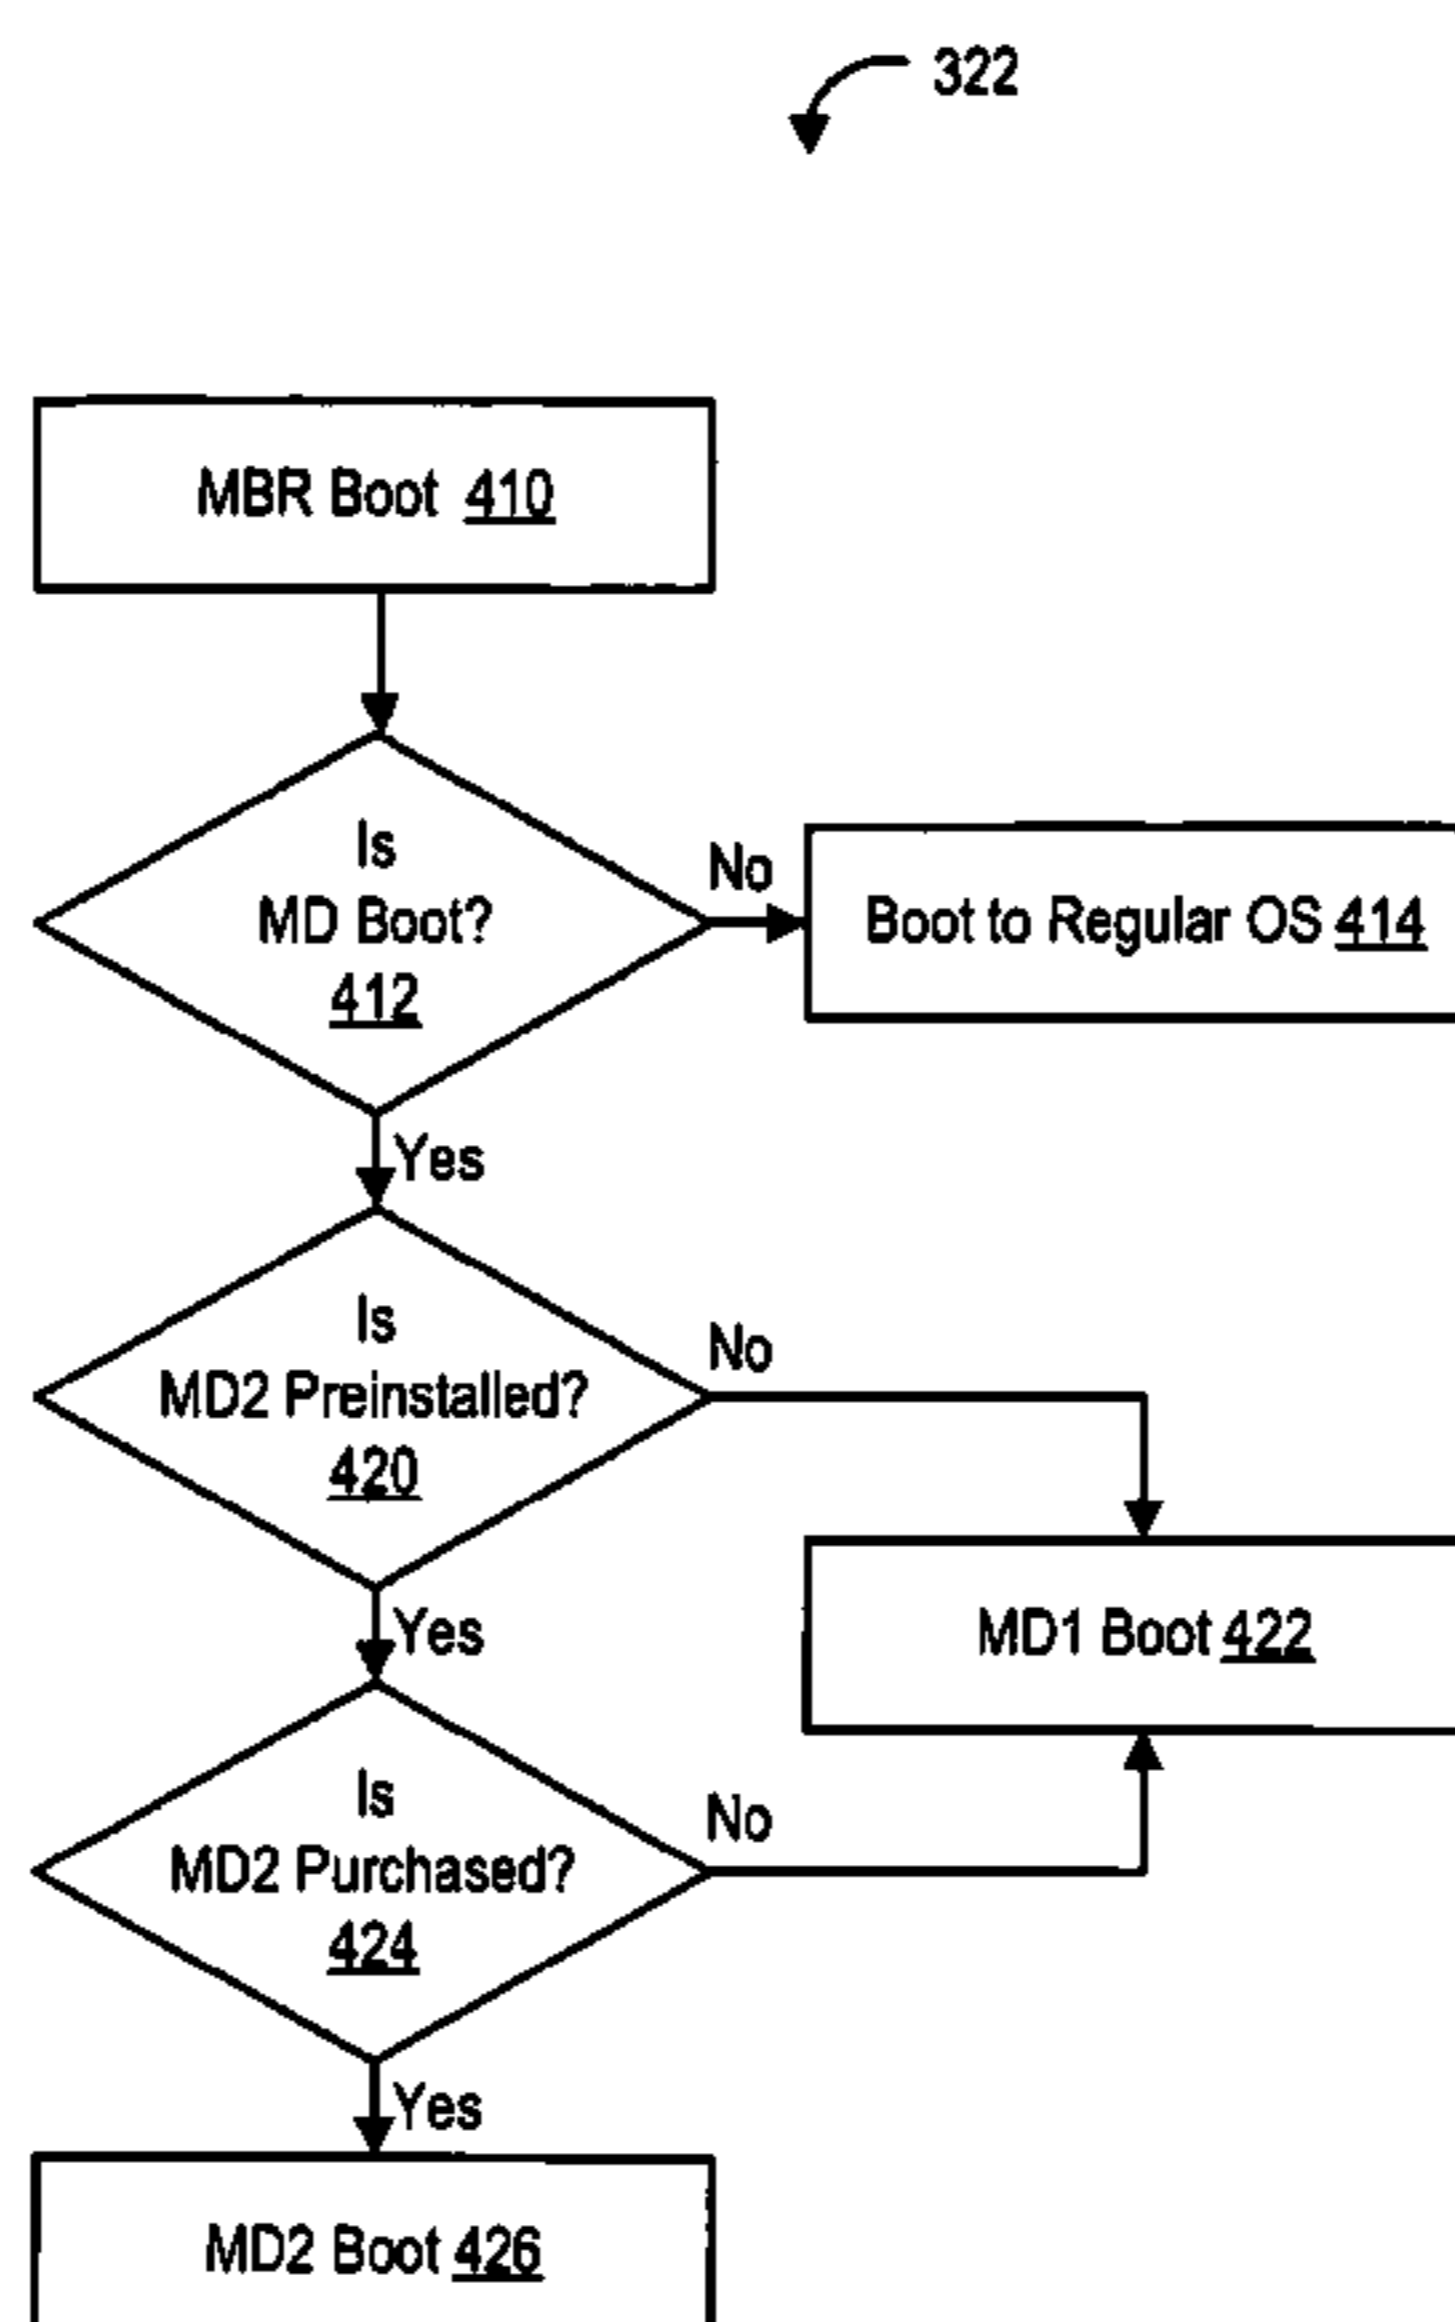 322
MBR Boot 410
Is
MD Boot?
412
No
Boot to Regular OS 414
Yes
Is
MD2 Preinstalled?
420
No
MD1 Boot 422
Yes
Is
MD2 Purchased?
424
No
Yes
MD2 Boot 426